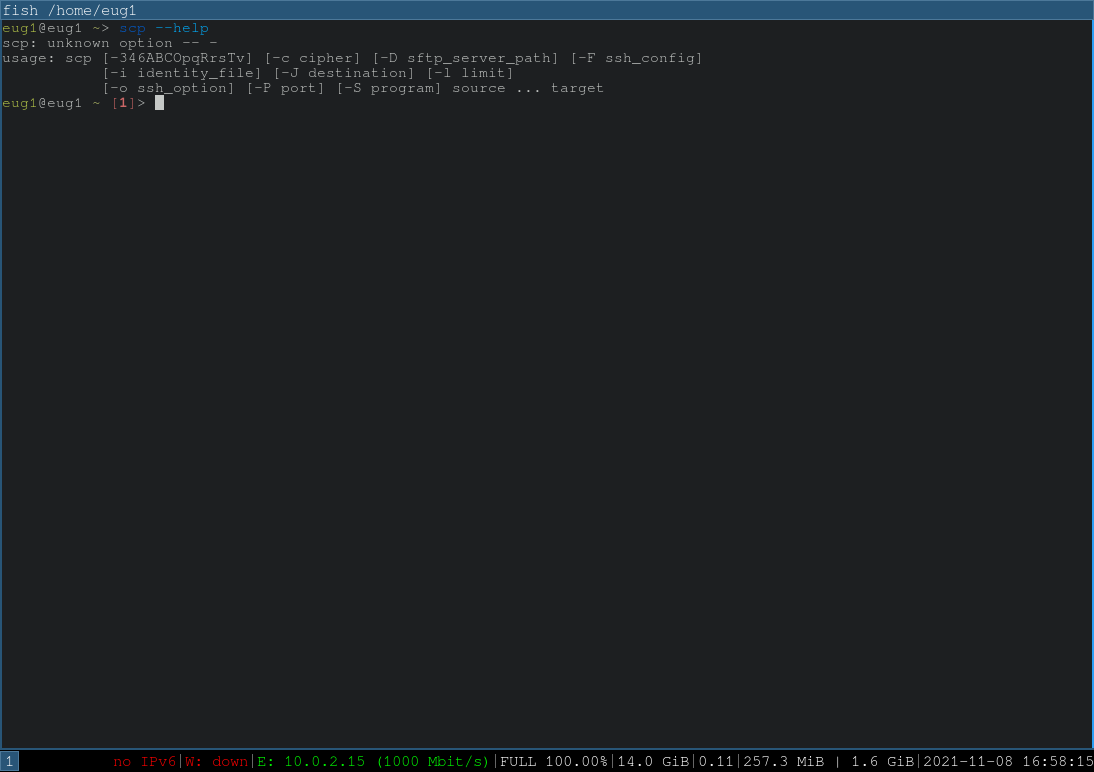 fish /home/eug1
eug1@eug1 ~> scp --help
scp: unknown option -- -
usage: scp [-346ABCOpqRrsTv] [-c cipher] [-D sftp_server_path] [-F ssh_config]
           [-i identity_file] [-J destination] [-l limit]
           [-o ssh_option] [-P port] [-S program] source ... target
eug1@eug1 ~ [1]>
1 no IPv6|W: down|E: 10.0.2.15 (1000 Mbit/s)|FULL 100.00%|14.0 GiB|0.11|257.3 MiB | 1.6 GiB|2021-11-08 16:58:15